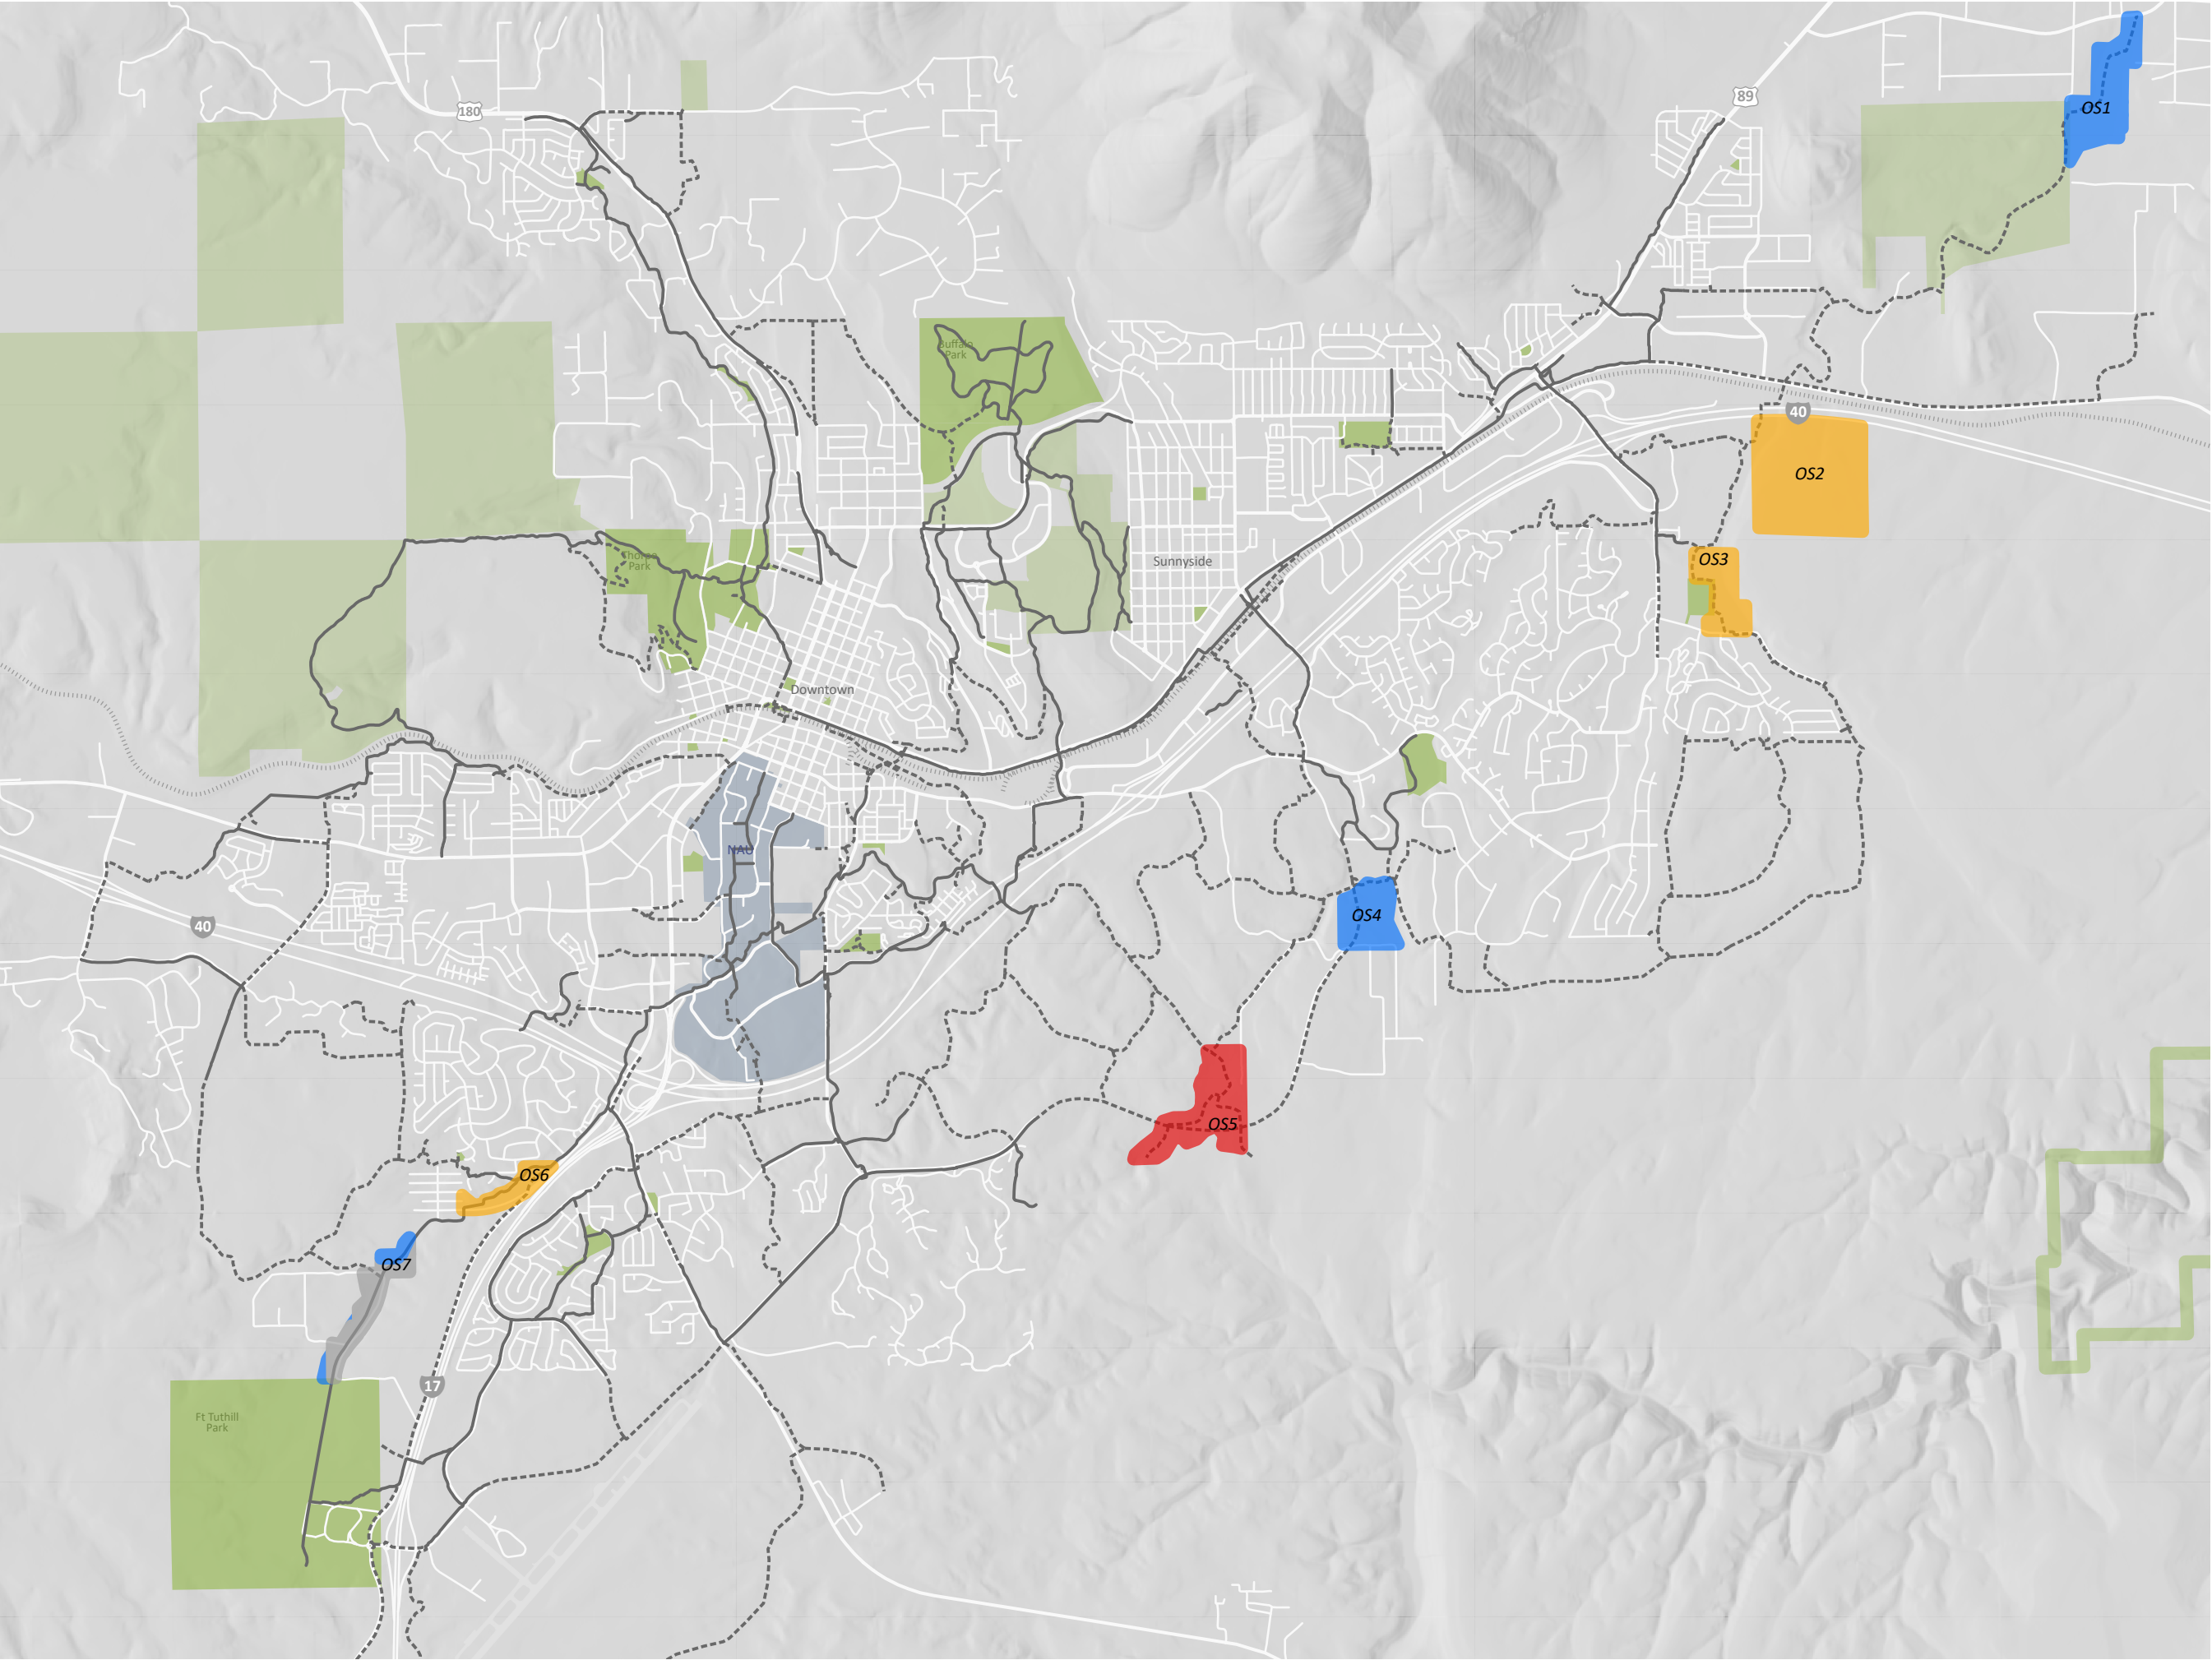 OS1
89
180
Buffalo
Park
40
OS2
Thorpe
Park
Sunnyside
OS3
Downtown
NAU
OS4
40
OS5
OS6
OS7
17
Ft Tuthill
Park